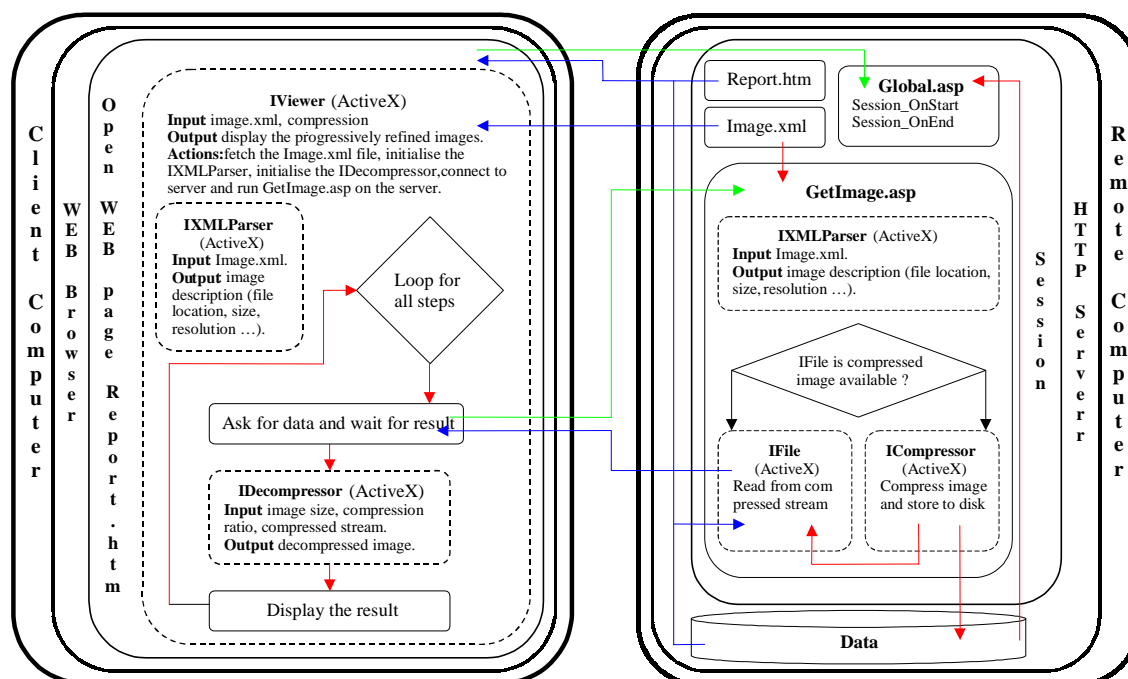 Client Computer
WEB Browser
Open WEB page Report.htm
IViewer (ActiveX)
Input image.xml, compression
Output display the progressively refined images.
Actions:fetch the Image.xml file, initialise the
IXMLParser, initialise the IDecompressor,connect to
server and run GetImage.asp on the server.
IXMLParser
(ActiveX)
Input Image.xml.
Output image
description (file
location, size,
resolution …).
Loop for
all steps
Ask for data and wait for result
IDecompressor (ActiveX)
Input image size, compression
ratio, compressed stream.
Output decompressed image.
Display the result
Report.htm
Image.xml
Global.asp
Session_OnStart
Session_OnEnd
GetImage.asp
IXMLParser (ActiveX)
Input Image.xml.
Output image description (file location,
size, resolution …).
IFile is compressed
image available ?
IFile
(ActiveX)
Read from com
pressed stream
ICompressor
(ActiveX)
Compress image
and store to disk
Data
Session
HTTP Serverr
Remote Computer